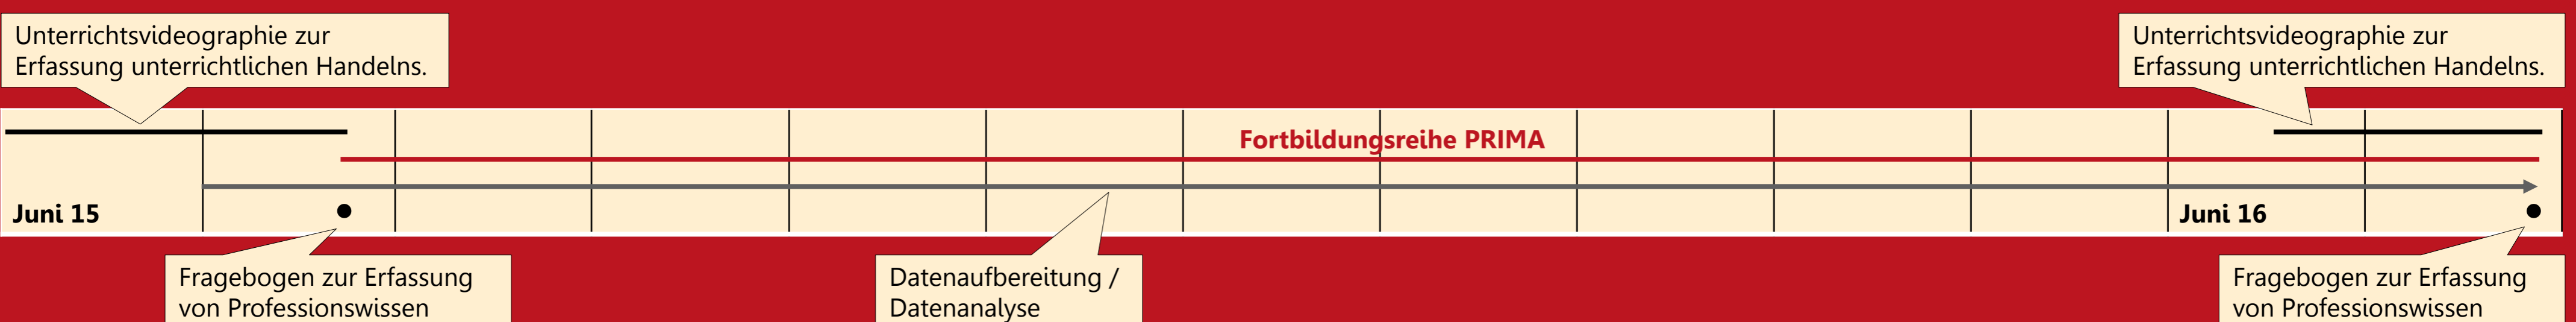 Unterrichtsvideographie zur
Erfassung unterrichtlichen Handelns.
Unterrichtsvideographie zur
Erfassung unterrichtlichen Handelns.
Fortbildungsreihe PRIMA
Juni 15
Juni 16
Fragebogen zur Erfassung
von Professionswissen
Datenaufbereitung /
Datenanalyse
Fragebogen zur Erfassung
von Professionswissen